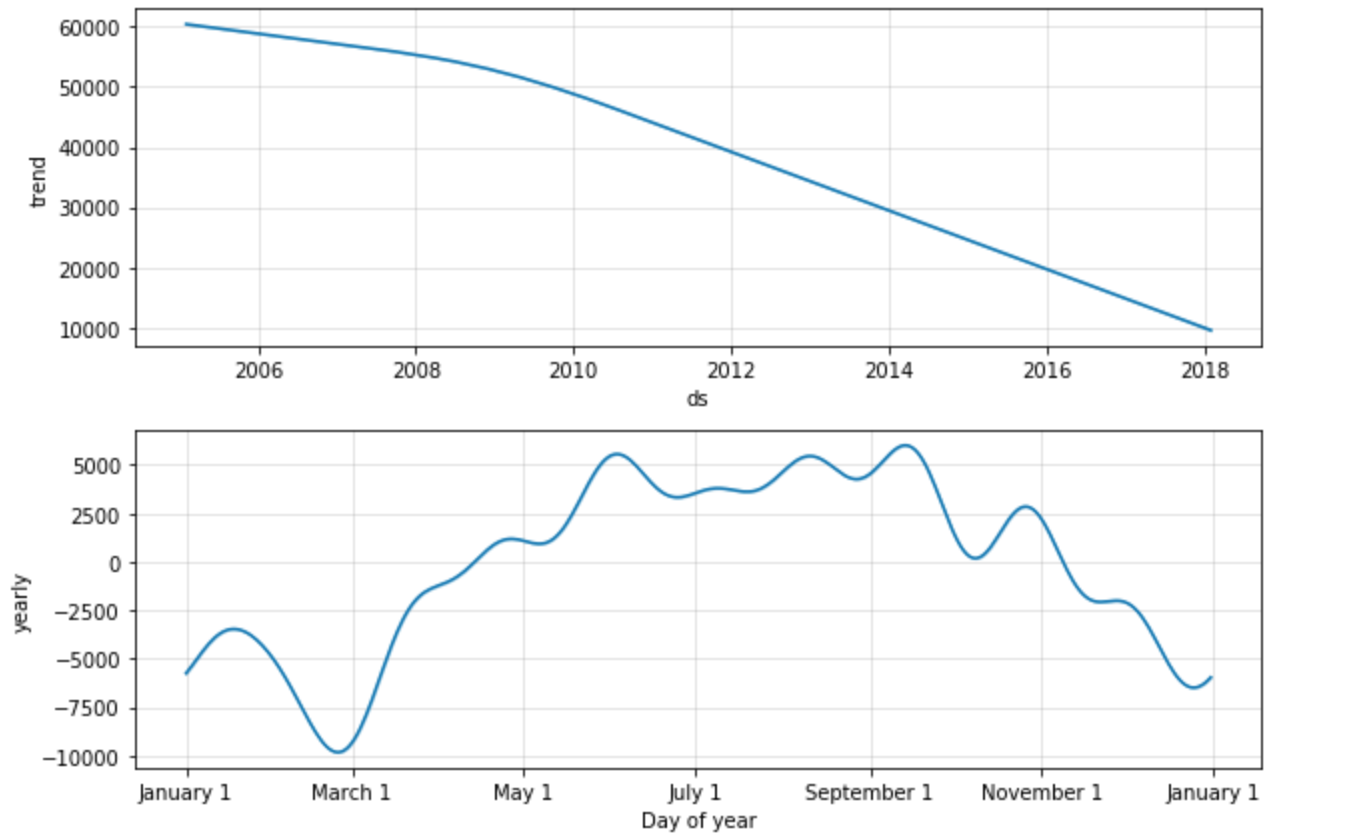 60000
50000
40000
30000
20000
10000
trend
2006 2008 2010 2012 2014 2016 2018
ds
5000
2500
0
−2500
−5000
−7500
−10000
yearly
January 1 March 1 May 1 July 1 September 1 November 1 January 1
Day of year